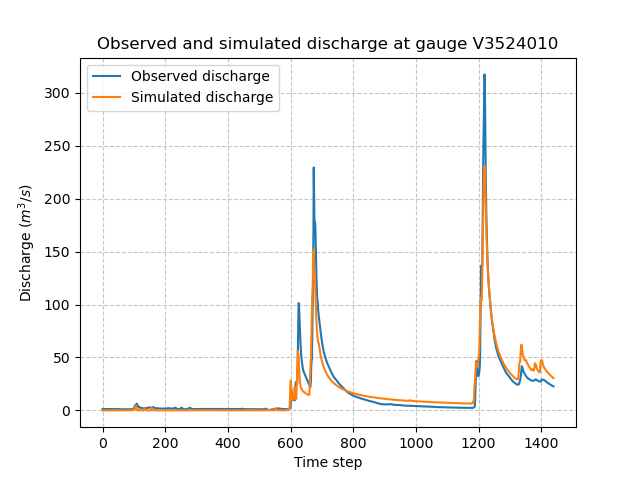 Observed and simulated discharge at gauge V3524010
Observed discharge
Simulated discharge
Discharge (m³/s)
300
250
200
150
100
50
0
0 200 400 600 800 1000 1200 1400
Time step